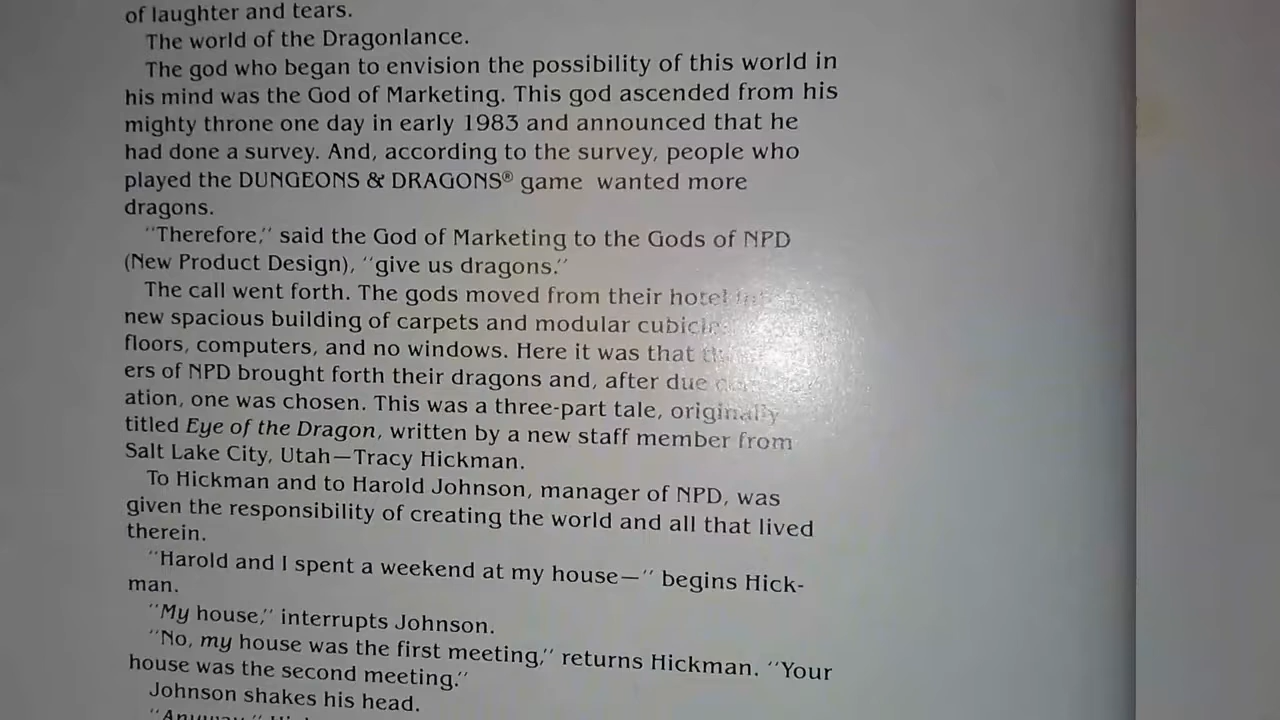 of laughter and tears.
The world of the Dragonlance.
The god who began to envision the possibility of this world in
his mind was the God of Marketing. This god ascended from his
mighty throne one day in early 1983 and announced that he
had done a survey. And, according to the survey, people who
played the DUNGEONS & DRAGONS® game wanted more
dragons.
"Therefore," said the God of Marketing to the Gods of NPD
(New Product Design), "give us dragons."
The call went forth. The gods moved from their hotel
new spacious building of carpets and modular
floors, computers, and no windows. Here it was that
ers of NPD brought forth their dragons and, after due
ation, one was chosen. This was a three-part tale, originally
titled Eye of the Dragon, written by a new staff member from
Salt Lake City, Utah—Tracy Hickman.
To Hickman and to Harold Johnson, manager of NPD, was
given the responsibility of creating the world and all that lived
therein.
"Harold and I spent a weekend at my house—" begins Hick-
man.
"My house," interrupts Johnson.
"No, my house was the first meeting," returns Hickman. "Your
house was the second meeting."
Johnson shakes his head.